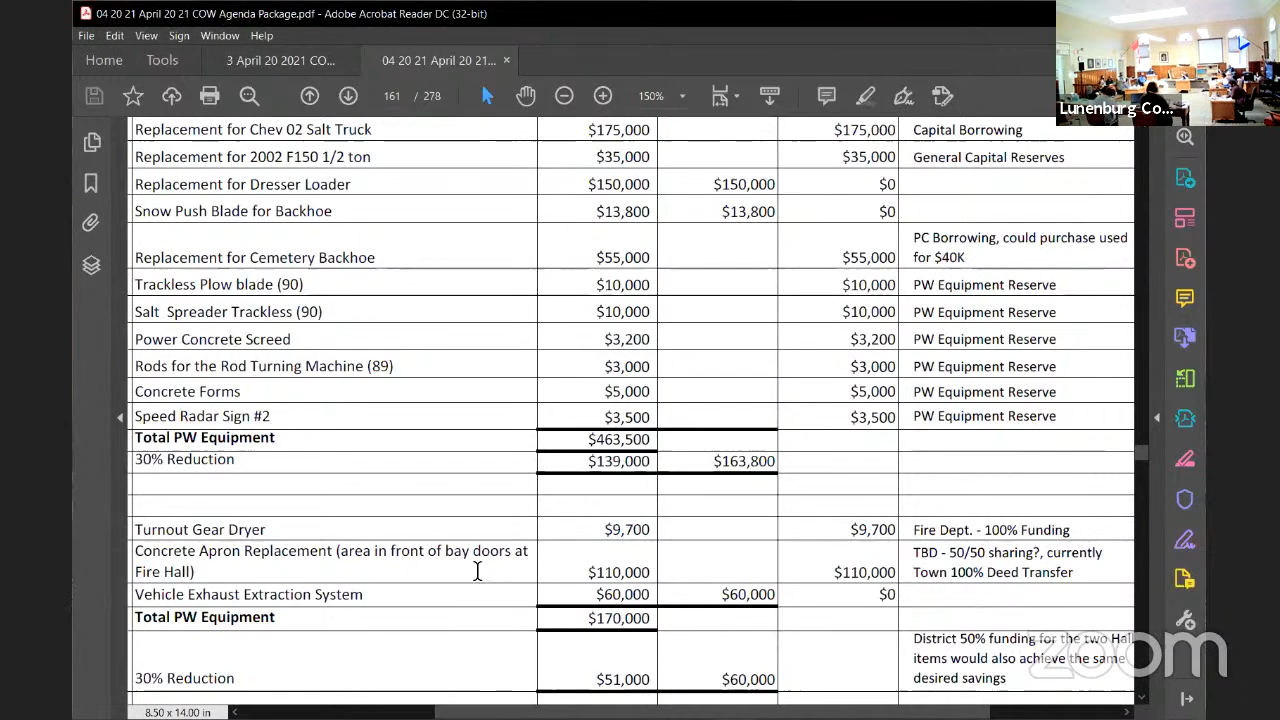 04 20 21 April 20 21 COW Agenda Package.pdf - Adobe Acrobat Reader DC (32-bit)
File Edit View Sign Window Help
Home Tools 3 April 20 2021 CO... 04 20 21 April 20 21... ×
161 / 278 150%
Lunenburg Co...
Replacement for Chev 02 Salt Truck $175,000 $175,000 Capital Borrowing
Replacement for 2002 F150 1/2 ton $35,000 $35,000 General Capital Reserves
Replacement for Dresser Loader $150,000 $150,000 $0
Snow Push Blade for Backhoe $13,800 $13,800 $0
PC Borrowing, could purchase used
Replacement for Cemetery Backhoe $55,000 $55,000 for $40K
Trackless Plow blade (90) $10,000 $10,000 PW Equipment Reserve
Salt Spreader Trackless (90) $10,000 $10,000 PW Equipment Reserve
Power Concrete Screed $3,200 $3,200 PW Equipment Reserve
Rods for the Rod Turning Machine (89) $3,000 $3,000 PW Equipment Reserve
Concrete Forms $5,000 $5,000 PW Equipment Reserve
Speed Radar Sign #2 $3,500 $3,500 PW Equipment Reserve
Total PW Equipment $463,500
30% Reduction $139,000 $163,800
Turnout Gear Dryer $9,700 $9,700 Fire Dept. - 100% Funding
Concrete Apron Replacement (area in front of bay doors at TBD - 50/50 sharing?, currently
Fire Hall) $110,000 $110,000 Town 100% Deed Transfer
Vehicle Exhaust Extraction System $60,000 $60,000 $0
Total PW Equipment $170,000
District 50% funding for the two Hall
items would also achieve the same
30% Reduction $51,000 $60,000 desired savings
zoom
8.50 x 14.00 in